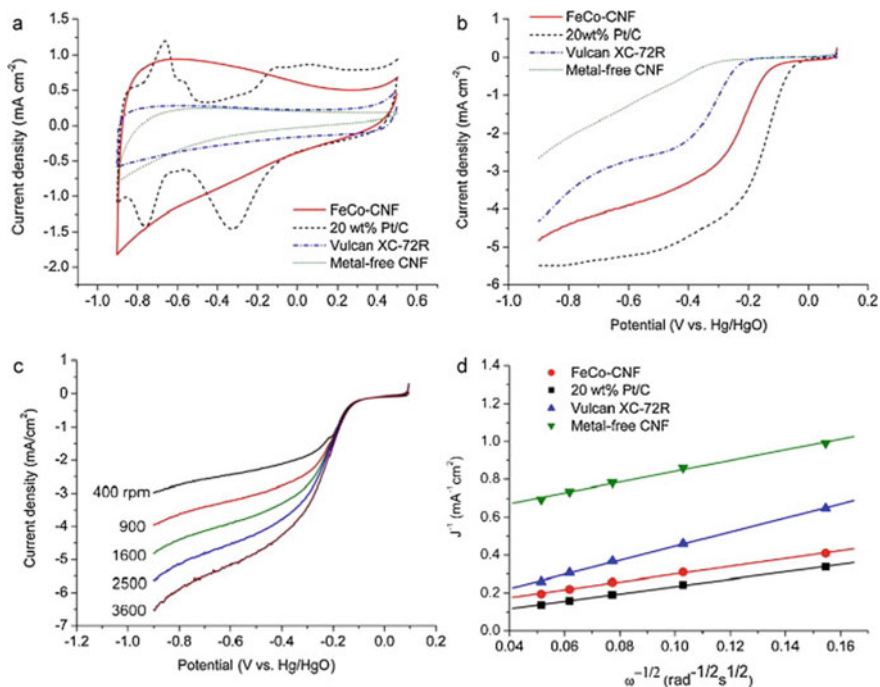 a
Current density (mA cm⁻²)
1.5
1.0
0.5
0.0
-0.5
-1.0
-1.5
-2.0
FeCo-CNF
20 wt% Pt/C
Vulcan XC-72R
Metal-free CNF
-1.0 -0.8 -0.6 -0.4 -0.2 0.0 0.2 0.4 0.6
b
Current density (mA cm⁻²)
FeCo-CNF
20wt% Pt/C
Vulcan XC-72R
Metal-free CNF
2
1
0
-1
-2
-3
-4
-5
-6
-1.0 -0.8 -0.6 -0.4 -0.2 0.0 0.2
Potential (V vs. Hg/HgO)
c
Current density (mA/cm²)
1
0
-1
-2
-3
-4
-5
-6
-7
400 rpm
900
1600
2500
3600
-1.0 -0.8 -0.6 -0.4 -0.2 0.0 0.2
Potential (V vs. Hg/HgO)
d
J⁻¹ (mA⁻¹ cm²)
1.4
1.2
1.0
0.8
0.6
0.4
0.2
0.0
FeCo-CNF
20 wt% Pt/C
Vulcan XC-72R
Metal-free CNF
0.04 0.06 0.08 0.10 0.12 0.14 0.16
ω⁻¹/² (rad⁻¹/²s¹/²)